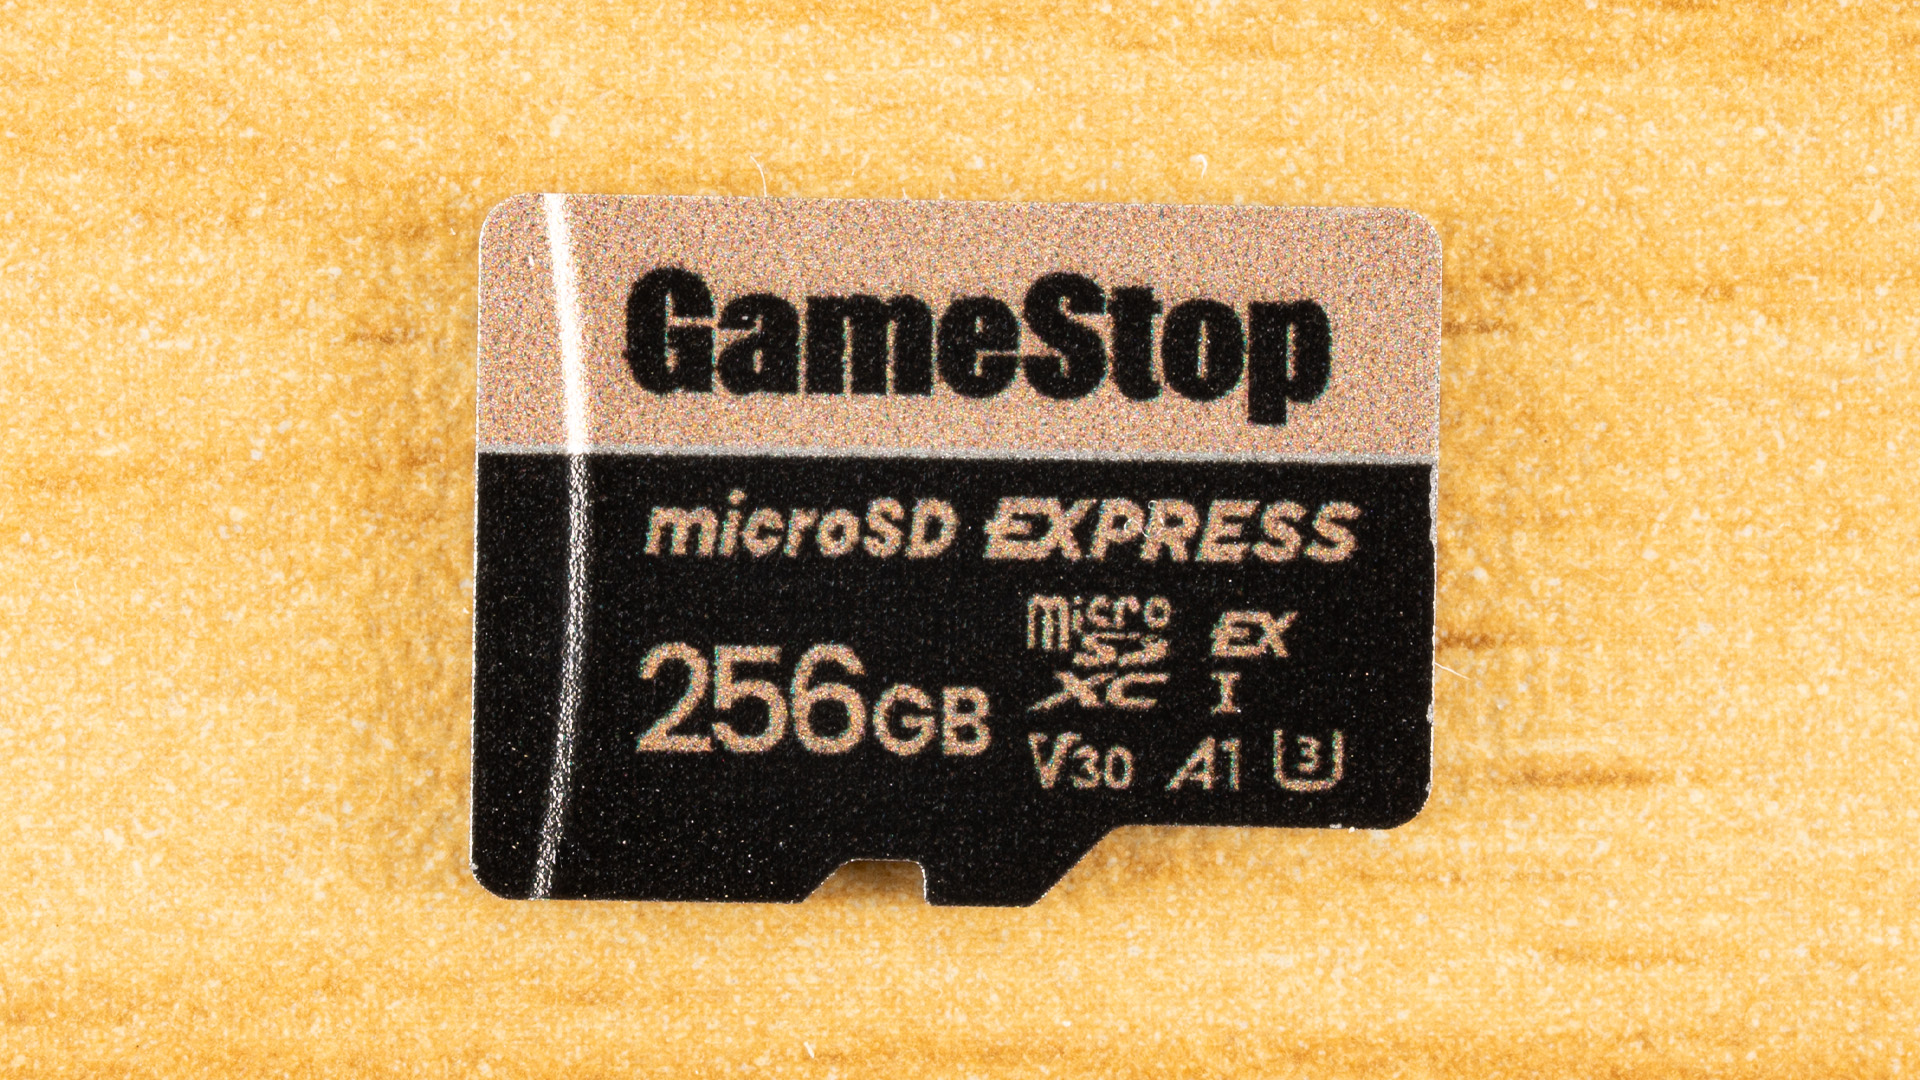 GameStop
microSD EXPRESS
256GB
micro SD XC
EX I
V30 A1 3